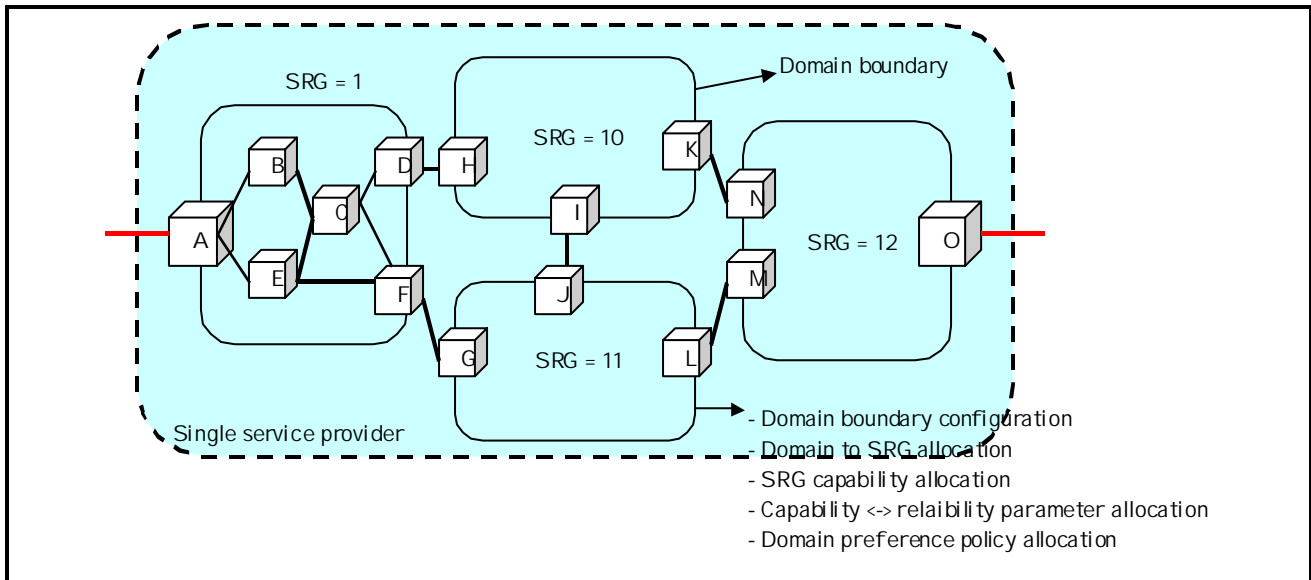 Domain boundary
SRG = 1
SRG = 10
B
D
H
K
C
N
I
A
SRG = 12
O
E
M
F
J
G
SRG = 11
L
Single service provider
- Domain boundary configuration
- Domain to SRG allocation
- SRG capability allocation
- Capability <-> relaibility parameter allocation
- Domain preference policy allocation